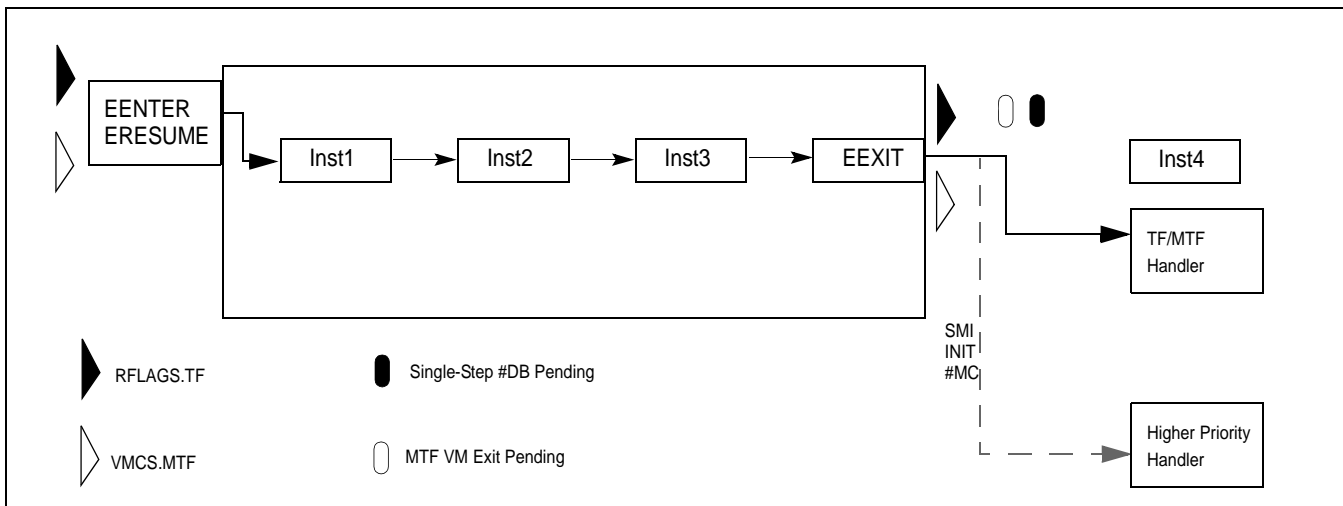 EENTER
ERESUME
Inst1
Inst2
Inst3
EEXIT
Inst4
TF/MTF
Handler
SMI
INIT
#MC
RFLAGS.TF
Single-Step #DB Pending
VMCS.MTF
MTF VM Exit Pending
Higher Priority
Handler